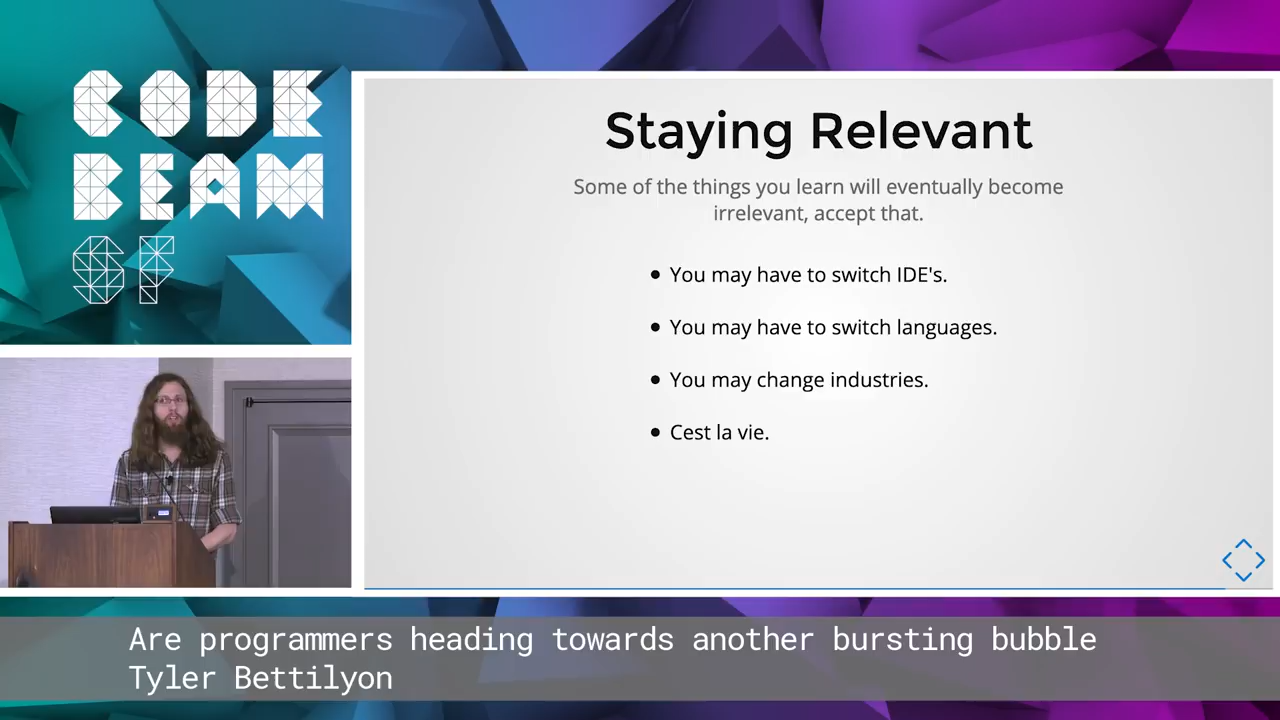 CODE
BEAM
SF
Staying Relevant
Some of the things you learn will eventually become
irrelevant, accept that.
• You may have to switch IDE's.
• You may have to switch languages.
• You may change industries.
• Cest la vie.
Are programmers heading towards another bursting bubble
Tyler Bettilyon